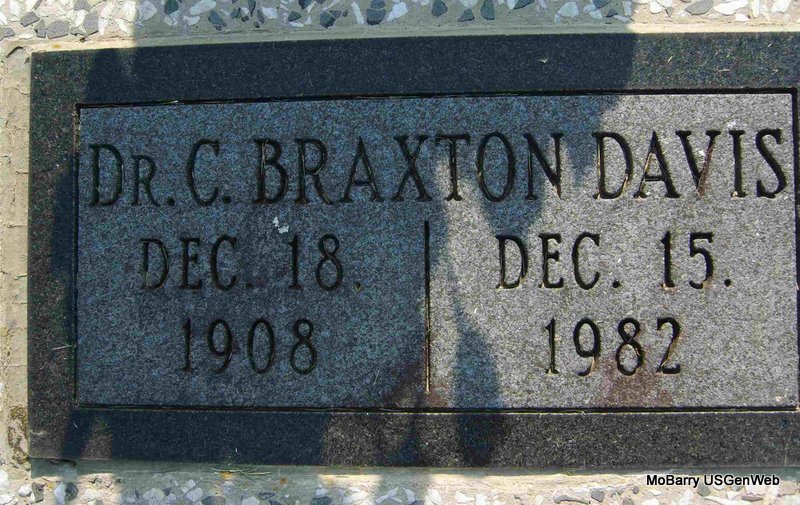 DR. C. BRAXTON DAVIS
DEC. 18. DEC. 15.
1908 1982
MoBarry USGenWeb